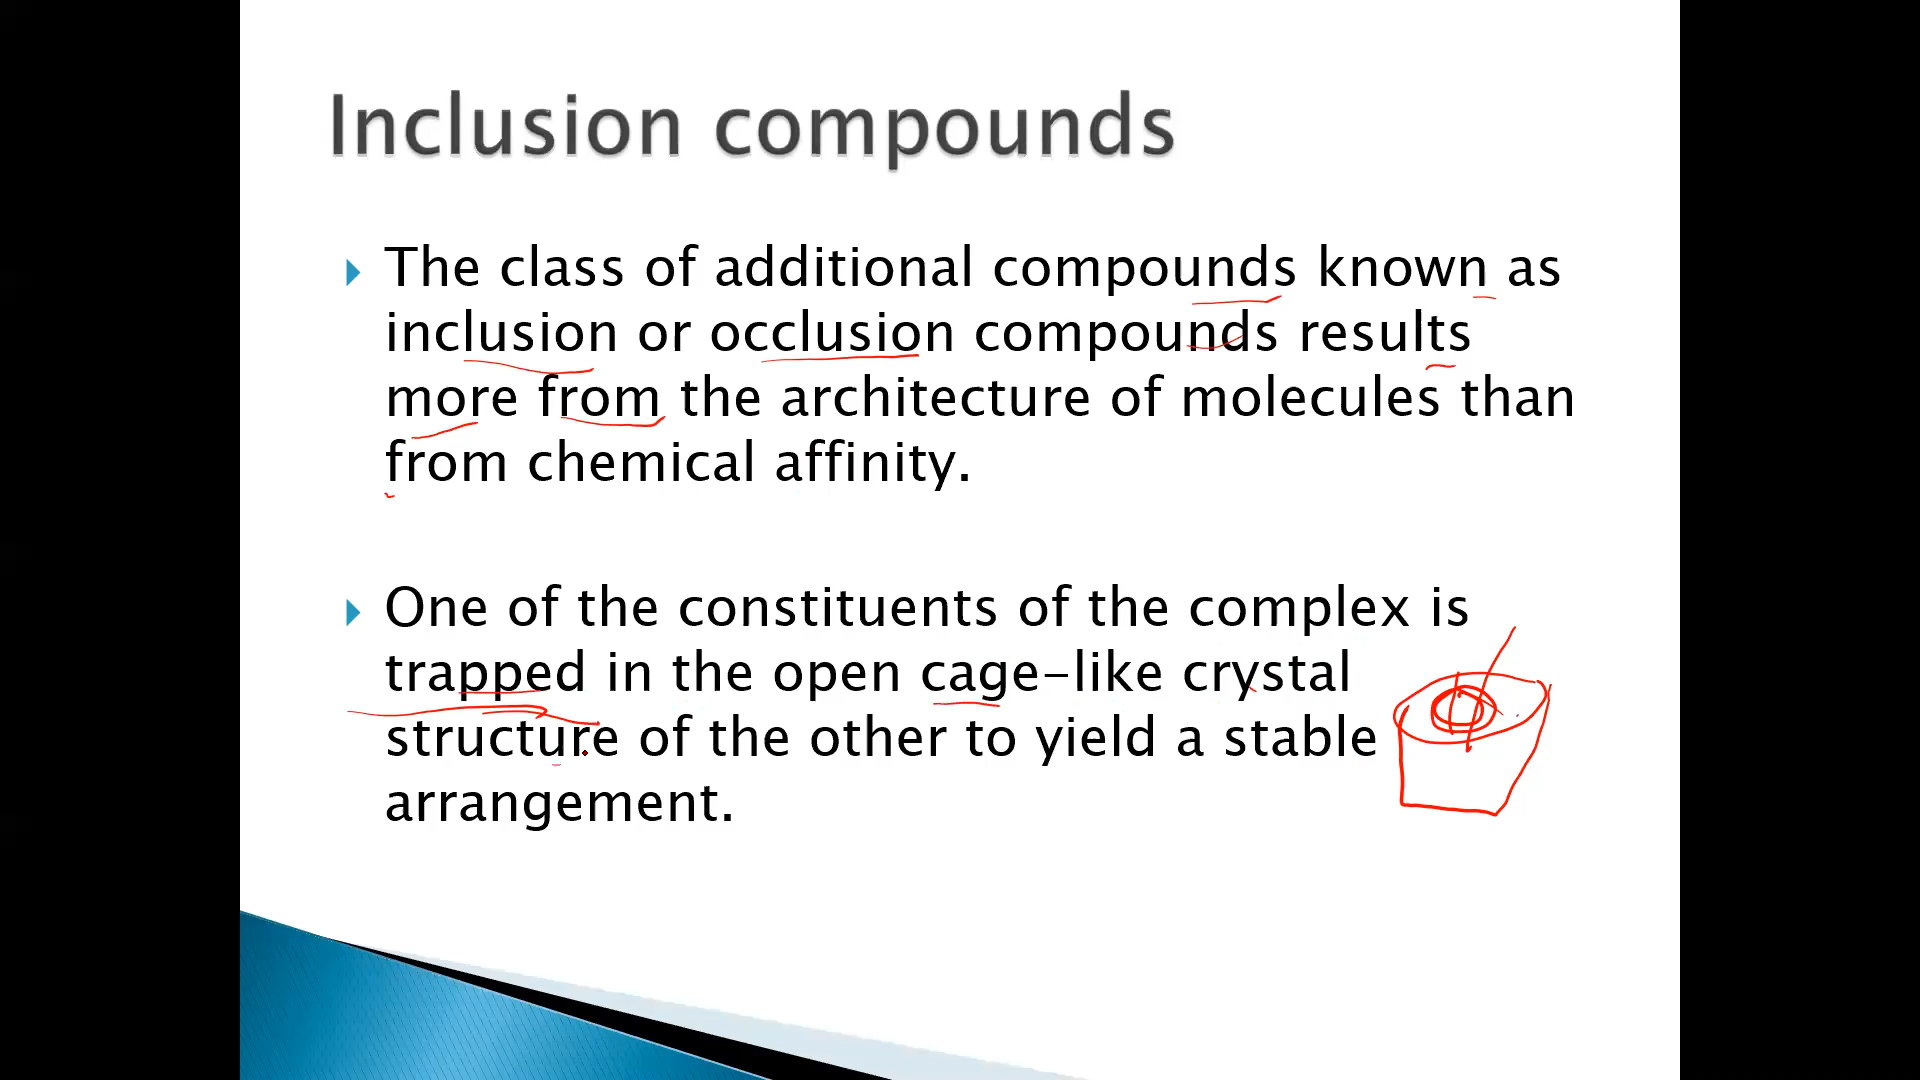 Inclusion compounds
The class of additional compounds known as
inclusion or occlusion compounds results
more from the architecture of molecules than
from chemical affinity.
One of the constituents of the complex is
trapped in the open cage-like crystal
structure of the other to yield a stable
arrangement.